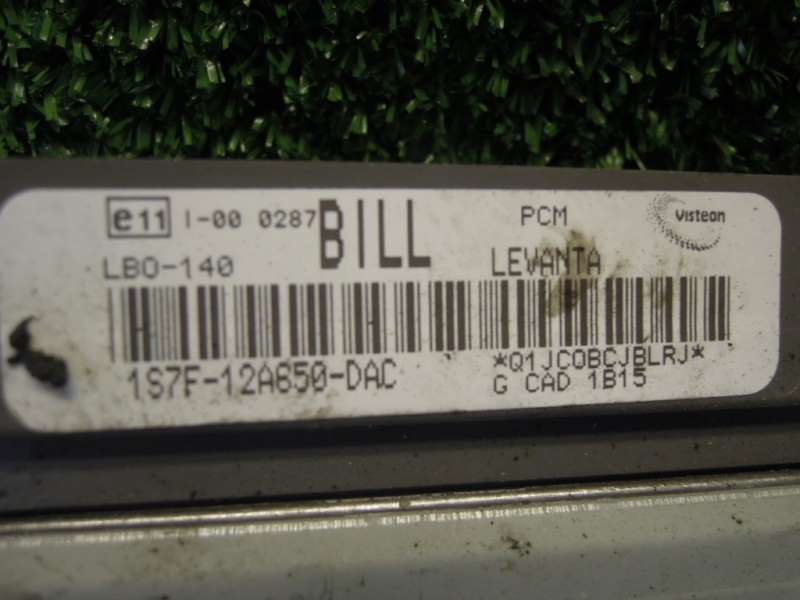 e11 I-00 0287 BILL PCM Visteon
LBO-140 LEVANTA
1S7F-12A650-DAC *Q1JCOBCJBLRJ*
G CAD 1B15